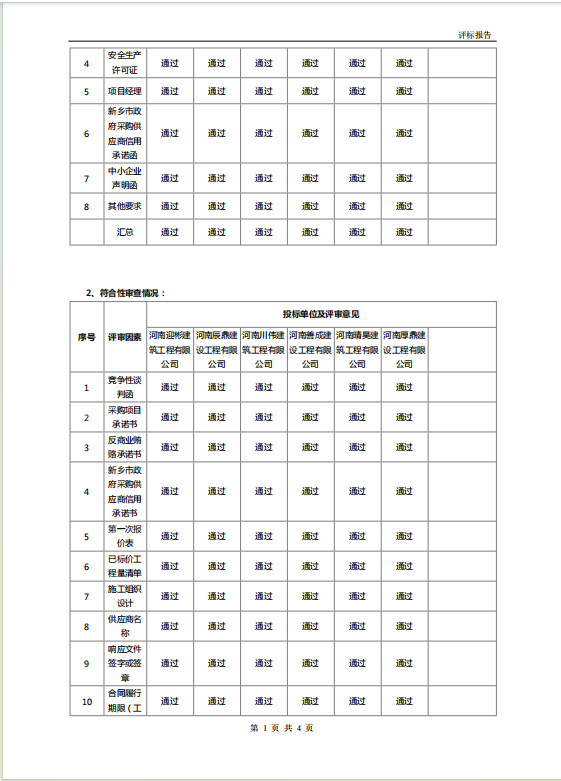 评标报告
4 安全生产许可证 通过 通过 通过 通过 通过 通过
5 项目经理 通过 通过 通过 通过 通过 通过
6 新乡市政府采购供应商信用承诺函 通过 通过 通过 通过 通过 通过
7 中小企业声明函 通过 通过 通过 通过 通过 通过
8 其他要求 通过 通过 通过 通过 通过 通过
汇总 通过 通过 通过 通过 通过 通过
2、符合性审查情况：
序号 评审因素 投标单位及评审意见
河南迎彬建筑工程有限公司 河南辰鼎建设工程有限公司 河南川伟建筑工程有限公司 河南善成建设工程有限公司 河南晴昊建筑工程有限公司 河南厚鼎建设工程有限公司
1 竞争性谈判函 通过 通过 通过 通过 通过 通过
2 采购项目承诺书 通过 通过 通过 通过 通过 通过
3 反商业贿赂承诺书 通过 通过 通过 通过 通过 通过
4 新乡市政府采购供应商信用承诺书 通过 通过 通过 通过 通过 通过
5 第一次报价表 通过 通过 通过 通过 通过 通过
6 已标价工程量清单 通过 通过 通过 通过 通过 通过
7 施工组织设计 通过 通过 通过 通过 通过 通过
8 供应商名称 通过 通过 通过 通过 通过 通过
9 响应文件签字或签章 通过 通过 通过 通过 通过 通过
10 合同履行期限（工 通过 通过 通过 通过 通过 通过
第 1 页 共 4 页